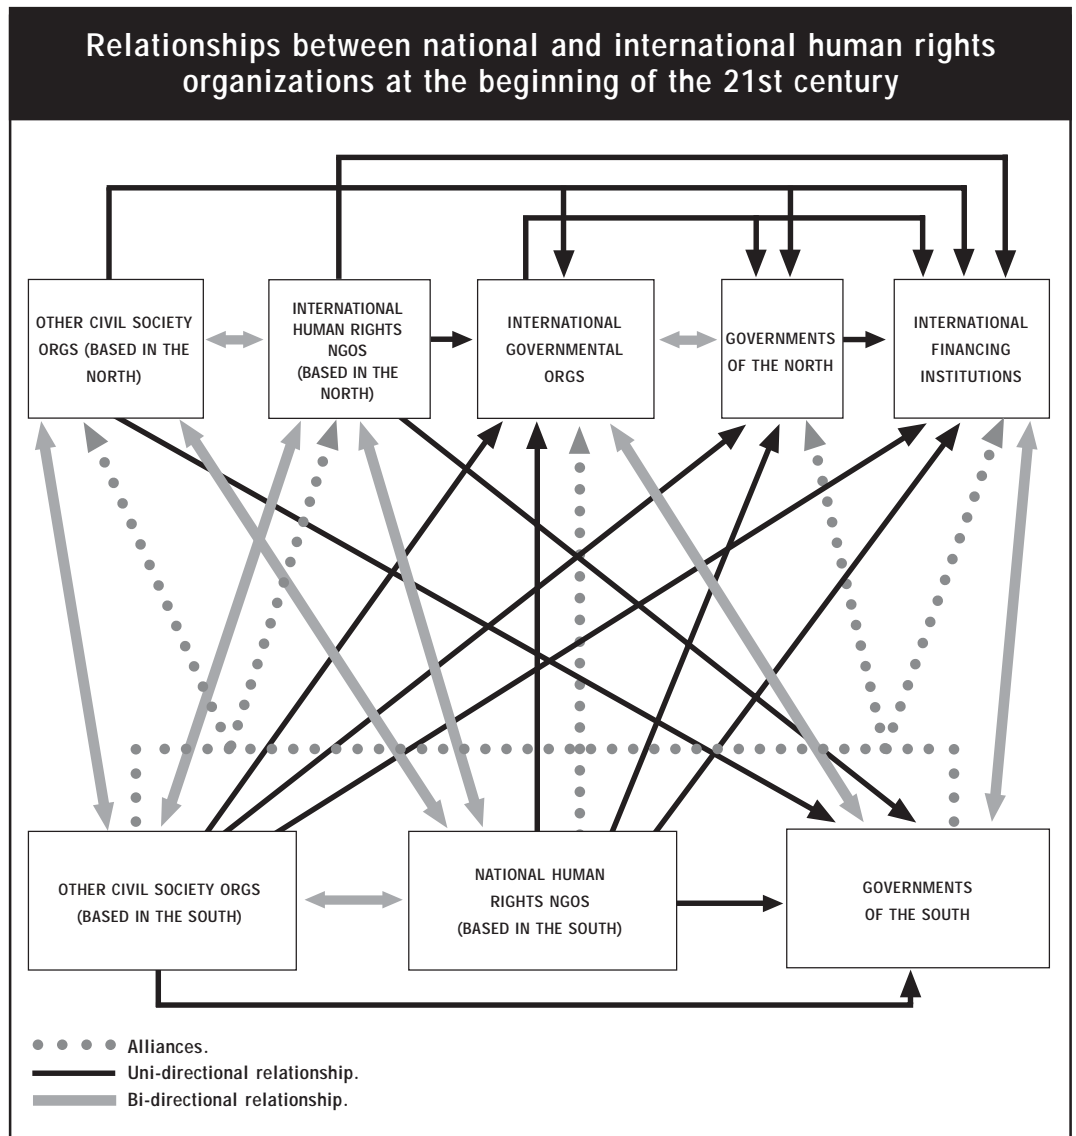 Relationships between national and international human rights
organizations at the beginning of the 21st century
OTHER CIVIL SOCIETY
ORGS (BASED IN THE
NORTH)
INTERNATIONAL
HUMAN RIGHTS
NGOS
(BASED IN THE
NORTH)
INTERNATIONAL
GOVERNMENTAL
ORGS
GOVERNMENTS
OF THE NORTH
INTERNATIONAL
FINANCING
INSTITUTIONS
OTHER CIVIL SOCIETY ORGS
(BASED IN THE SOUTH)
NATIONAL HUMAN
RIGHTS NGOS
(BASED IN THE SOUTH)
GOVERNMENTS
OF THE SOUTH
Alliances.
Uni-directional relationship.
Bi-directional relationship.